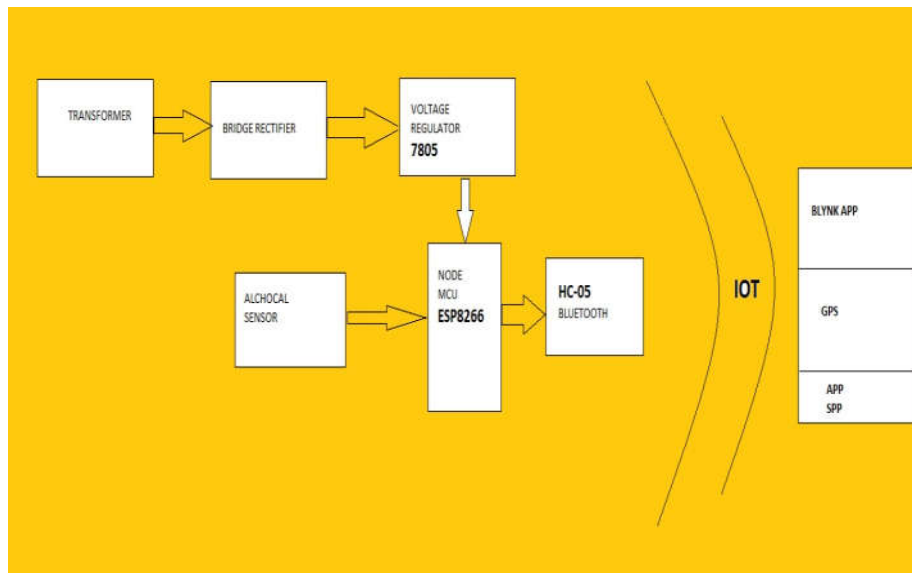 TRANSFORMER
BRIDGE RECTIFIER
VOLTAGE
REGULATOR
7805
ALCHOCAL
SENSOR
NODE
MCU
ESP8266
HC-05
BLUETOOTH
IOT
BLYNK APP
GPS
APP
SPP